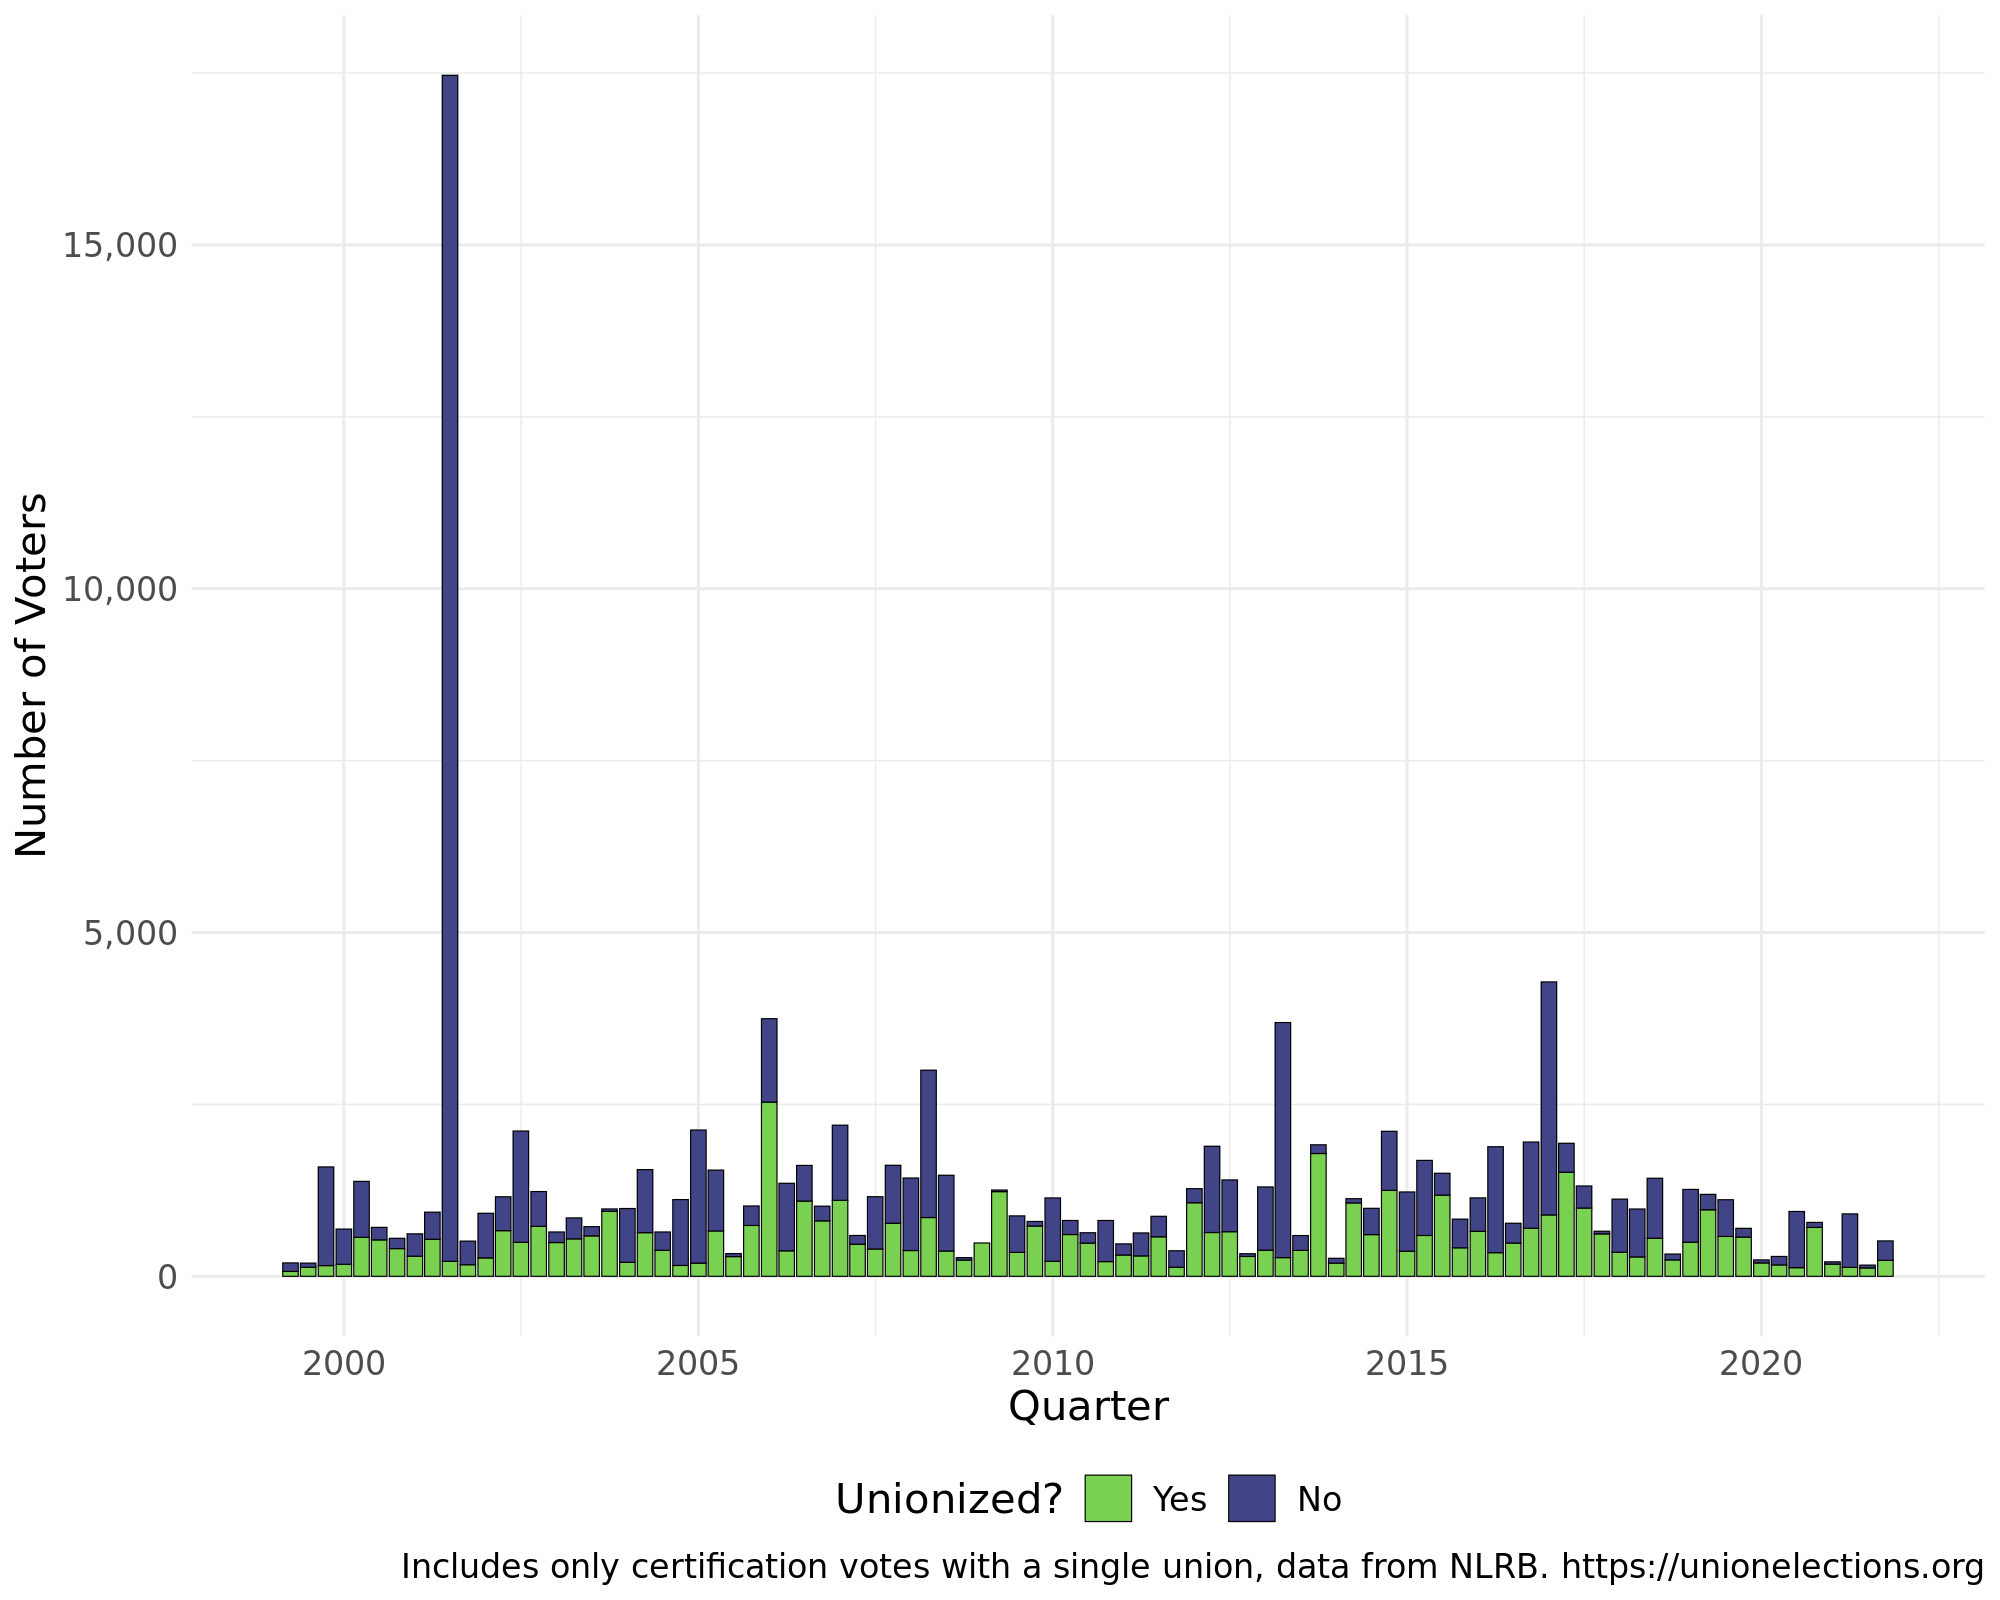 15,000
10,000
5,000
0
Number of Voters
2000 2005 2010 2015 2020
Quarter
Unionized? Yes No
Includes only certification votes with a single union, data from NLRB. https://unionelections.org